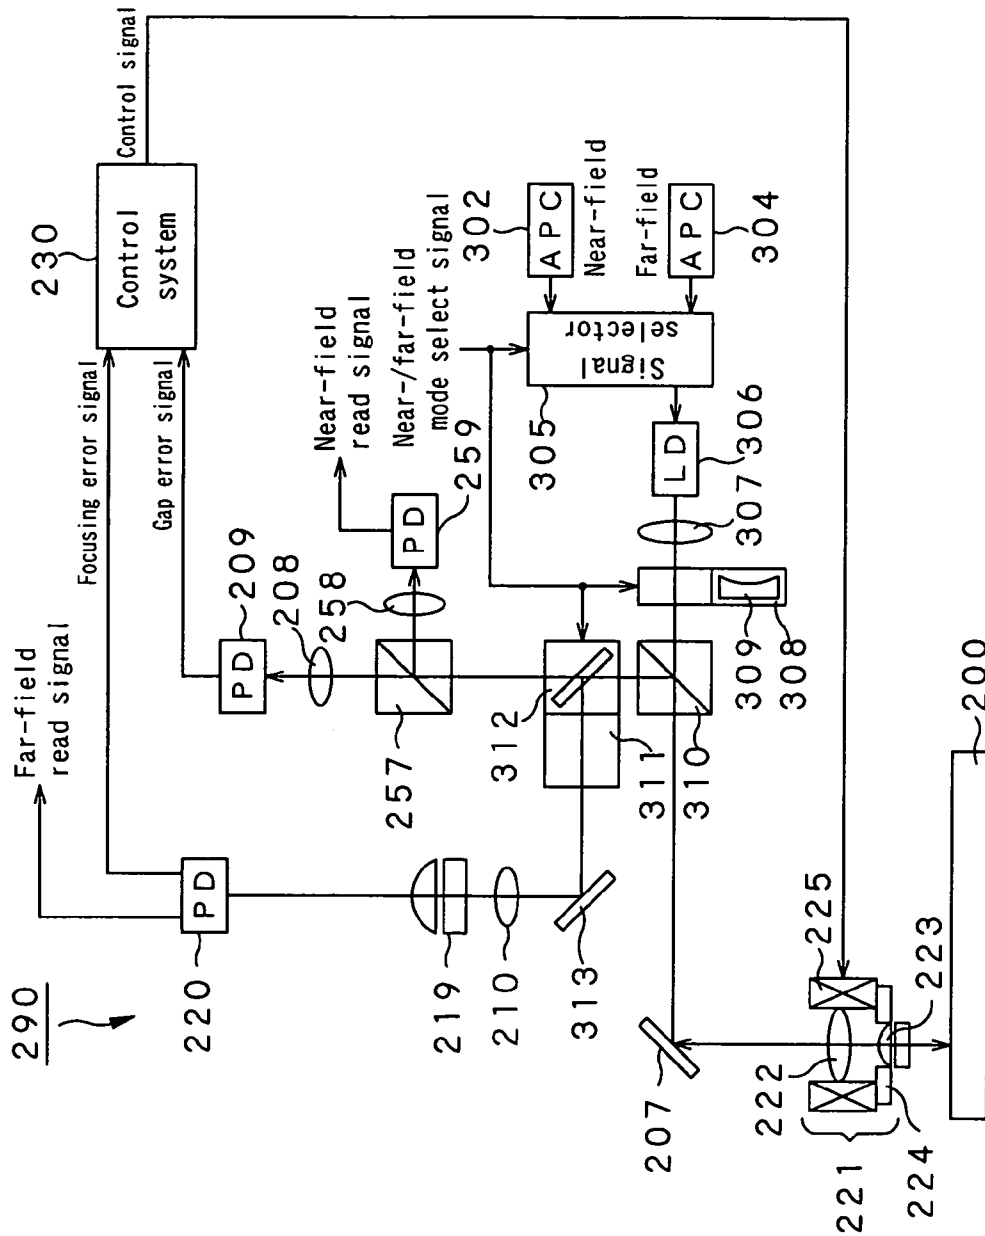 290
Far-field
read signal
Focusing error signal
Gap error signal
230
Control
system
Control signal
220
PD
219
210
313
209
PD
208
258
257
Near-field
read signal
PD
259
Near-/far-field
mode select signal
302
APC
Near-field
Far-field
APC
304
305
Signal
selector
LD
306
307
309
308
312
311
310
207
221
222
224
225
223
200